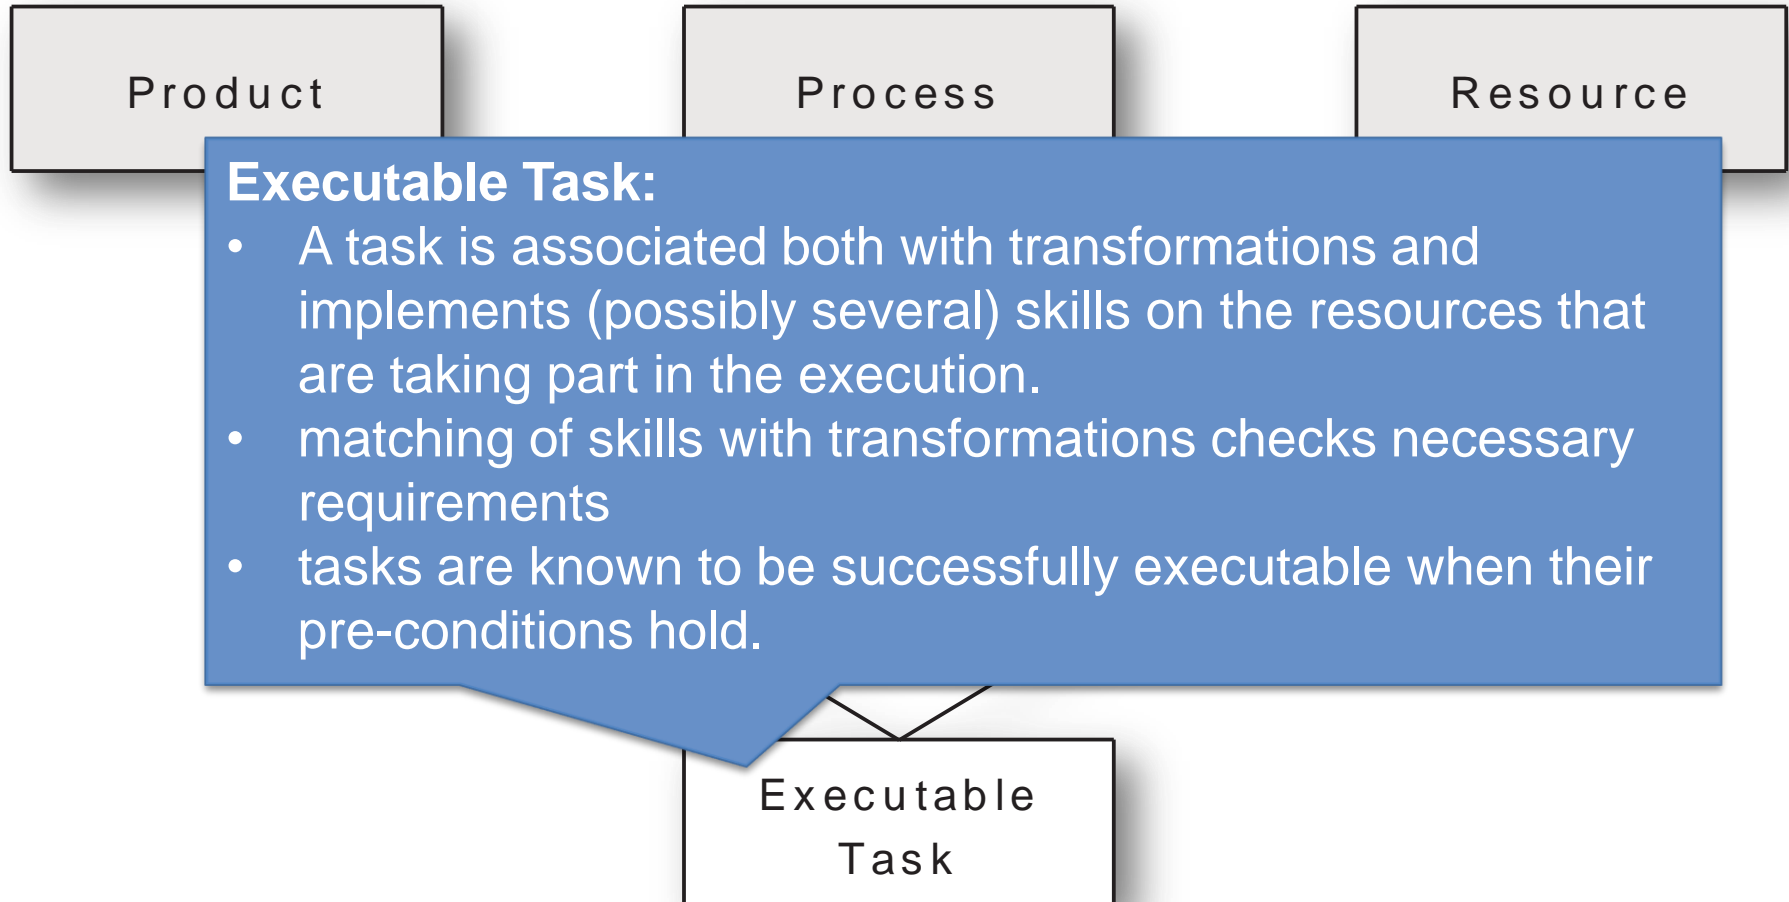 Product
Process
Resource
Executable Task:
• A task is associated both with transformations and
implements (possibly several) skills on the resources that
are taking part in the execution.
• matching of skills with transformations checks necessary
requirements
• tasks are known to be successfully executable when their
pre-conditions hold.
Executable
Task